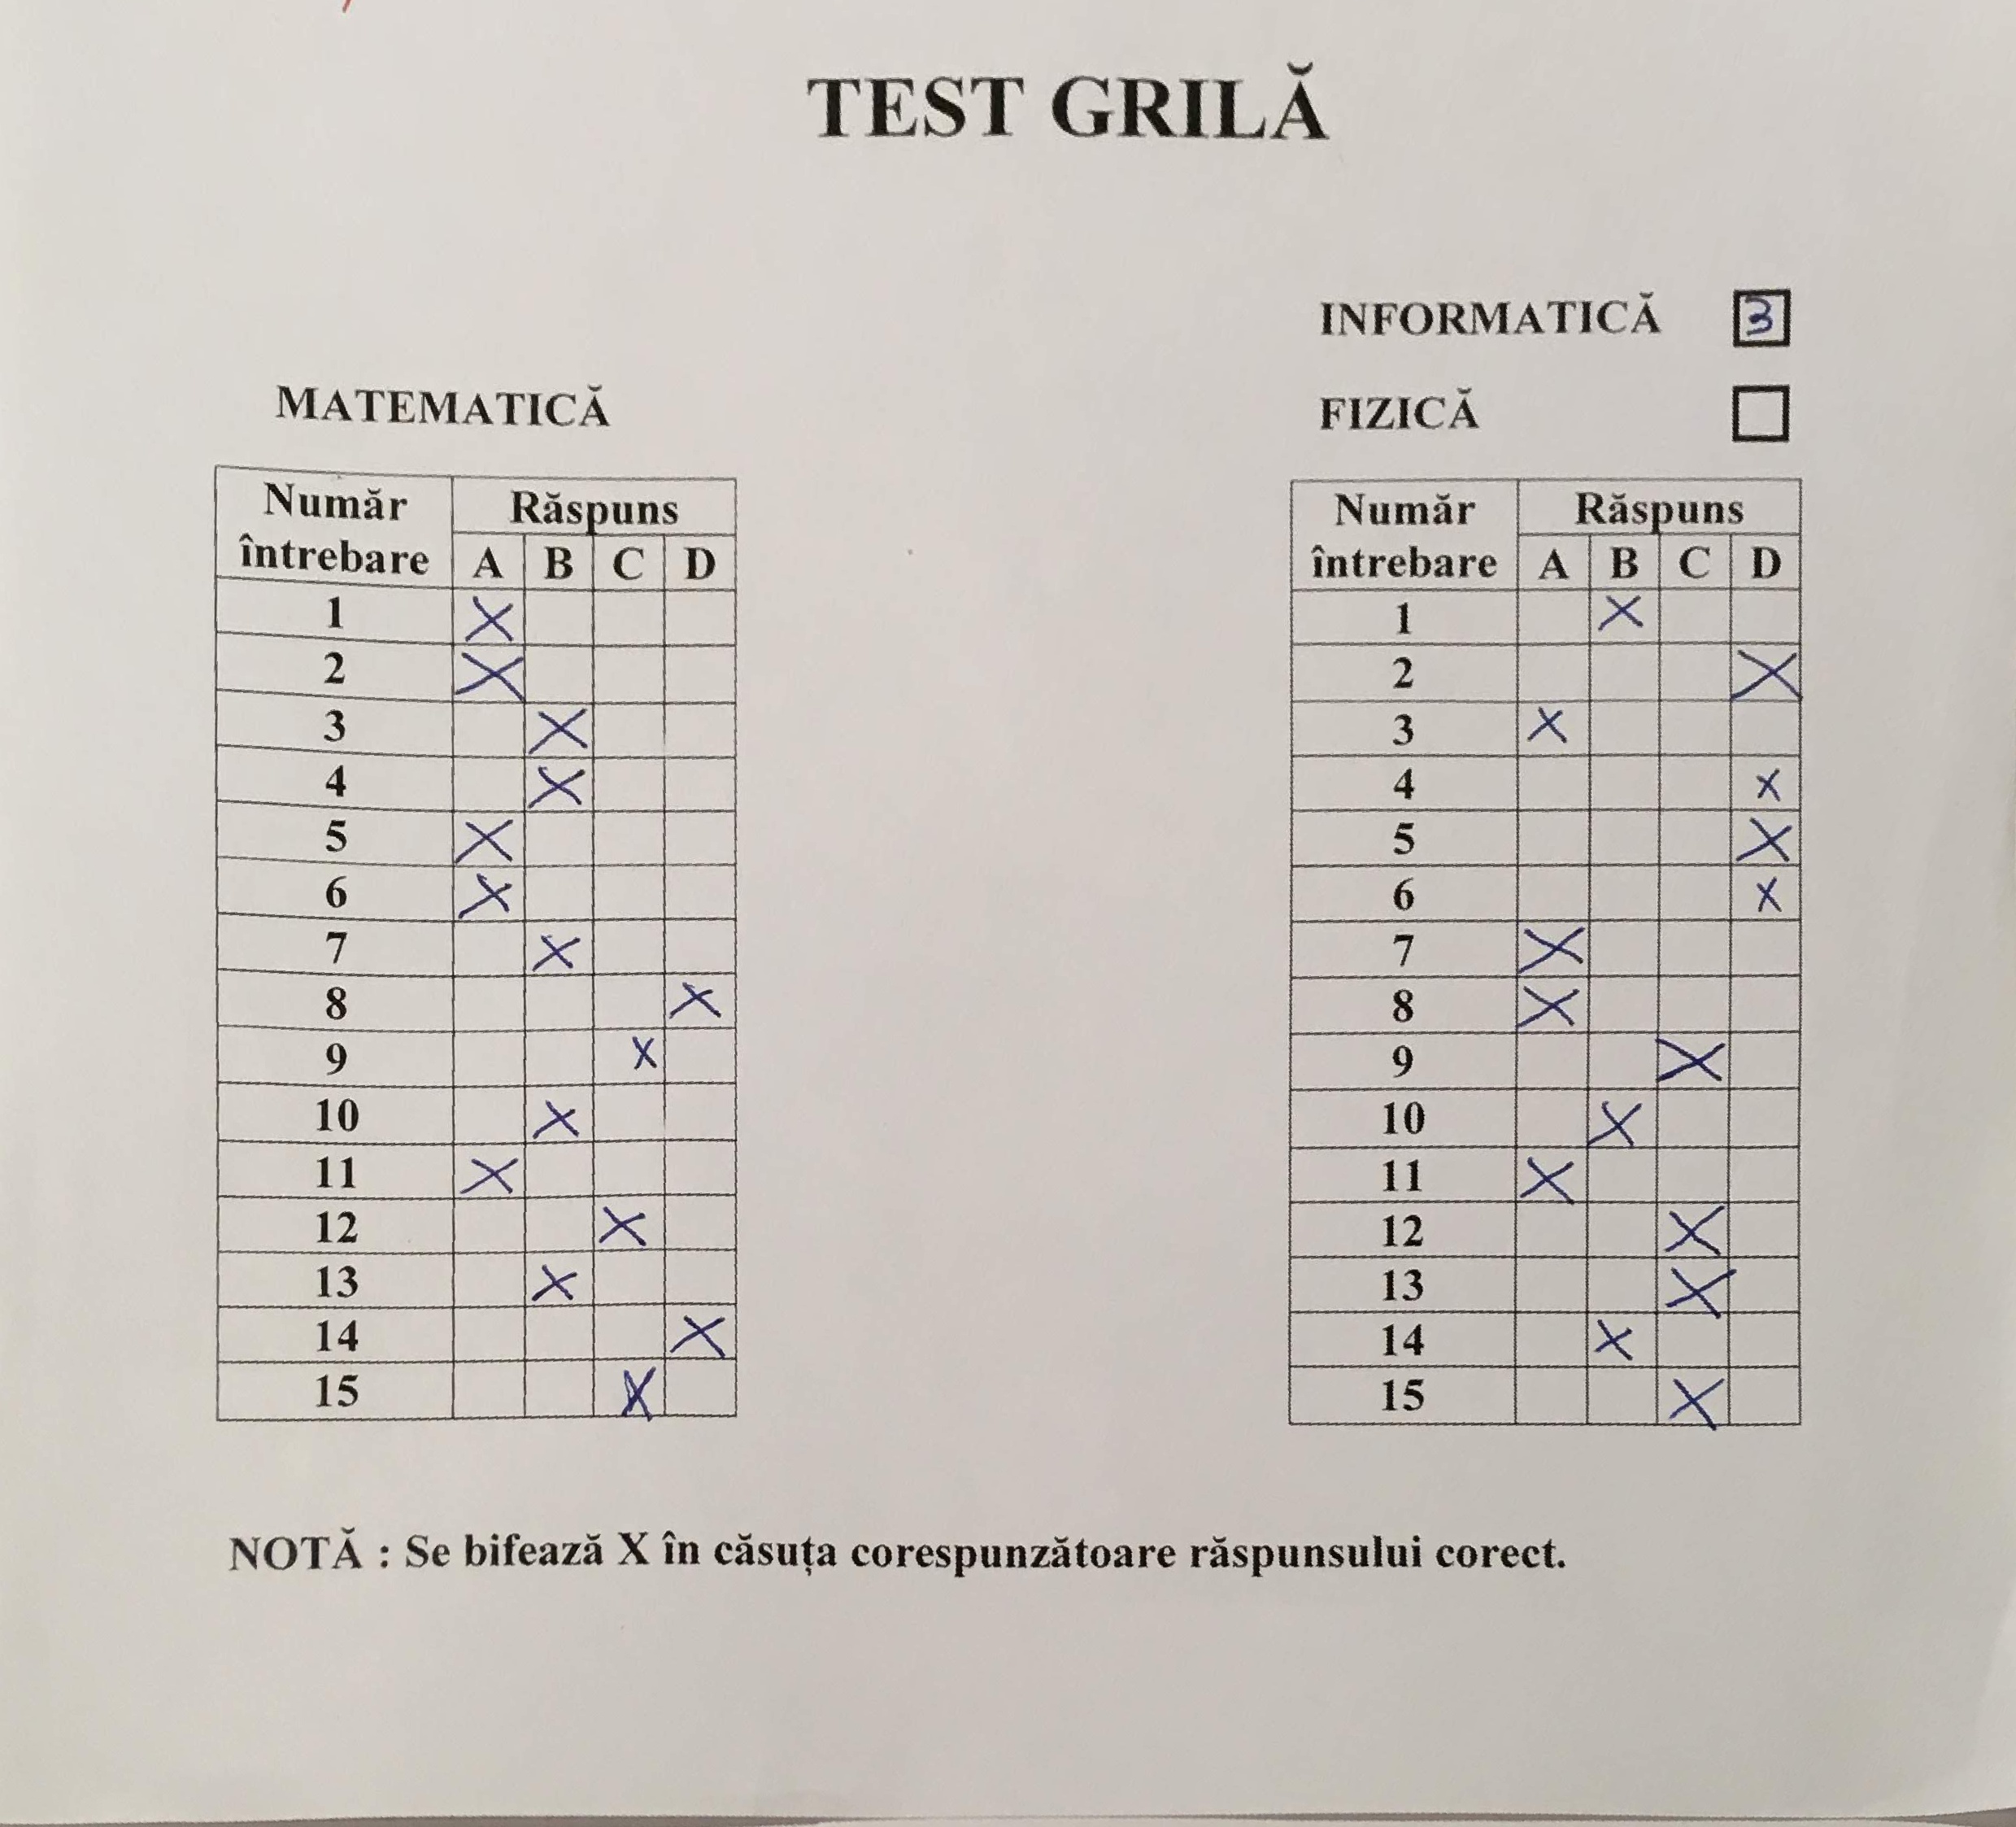 TEST GRILĂ
INFORMATICĂ 3
FIZICĂ
MATEMATICĂ
Număr întrebare Răspuns
A B C D
1 X
2 X
3 X
4 X
5 X
6 X
7 X
8 X
9 X
10 X
11 X
12 X
13 X
14 X
15 X
Număr întrebare Răspuns
A B C D
1 X
2 X
3 X
4 X
5 X
6 X
7 X
8 X
9 X
10 X
11 X
12 X
13 X
14 X
15 X
NOTĂ : Se bifează X în căsuța corespunzătoare răspunsului corect.